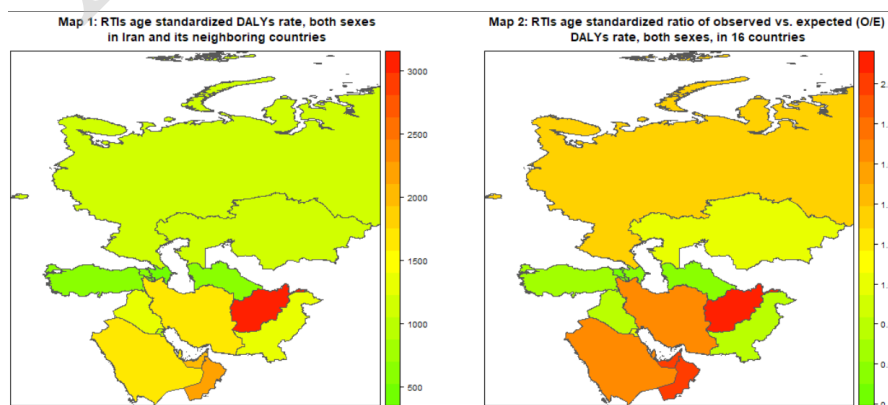 Map 1: RTIs age standardized DALYs rate, both sexes
in Iran and its neighboring countries
3000
2500
2000
1500
1000
500
Map 2: RTIs age standardized ratio of observed vs. expected (O/E)
DALYs rate, both sexes, in 16 countries